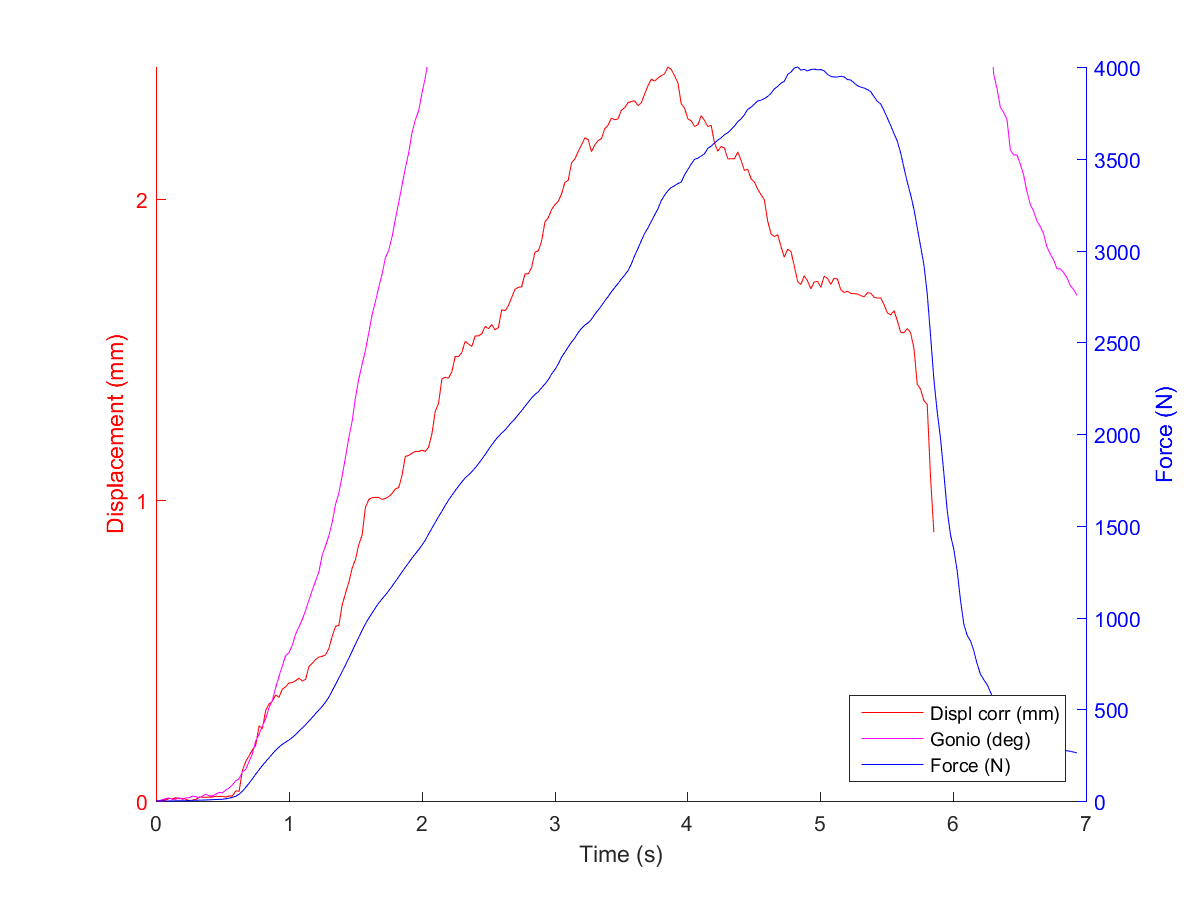 Displacement (mm)
2
1
0
4000
3500
3000
2500
2000
1500
1000
500
0
Force (N)
Displ corr (mm)
Gonio (deg)
Force (N)
0 1 2 3 4 5 6 7
Time (s)